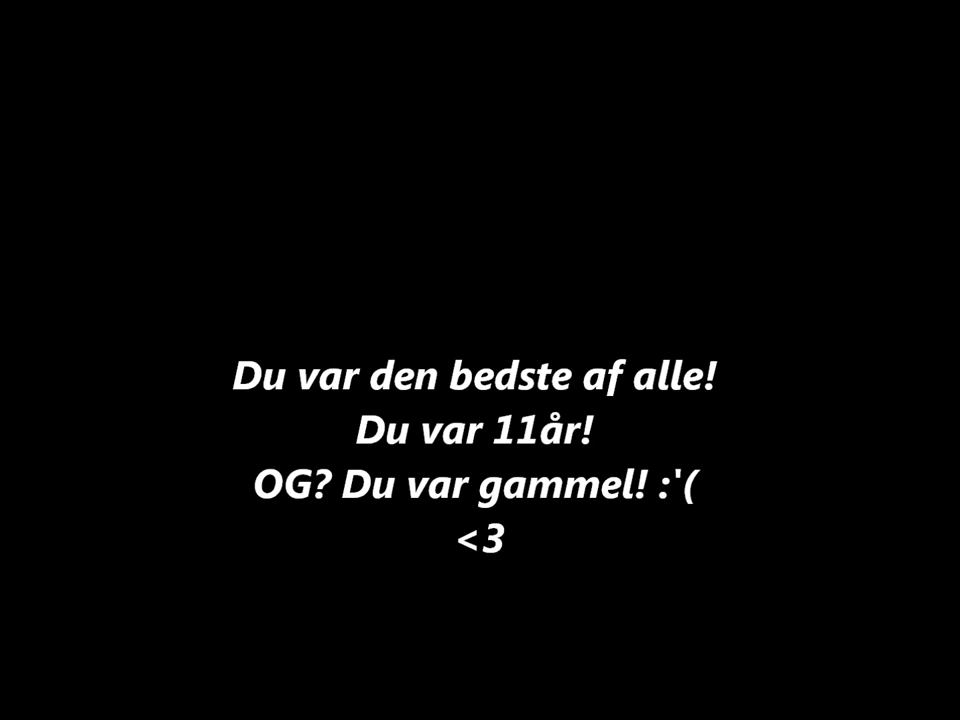 Du var den bedste af alle!
Du var 11år!
OG? Du var gammel! :'(
<3